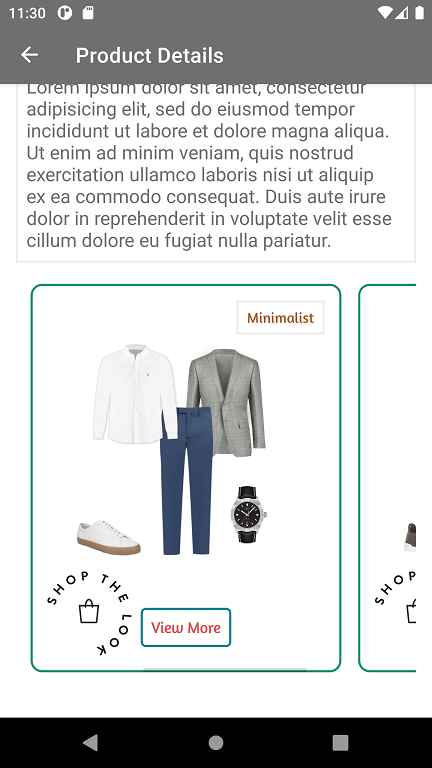 11:30
Product Details
Lorem ipsum dolor sit amet, consectetur
adipisicing elit, sed do eiusmod tempor
incididunt ut labore et dolore magna aliqua.
Ut enim ad minim veniam, quis nostrud
exercitation ullamco laboris nisi ut aliquip
ex ea commodo consequat. Duis aute irure
dolor in reprehenderit in voluptate velit esse
cillum dolore eu fugiat nulla pariatur.
Minimalist
SHOP THE LOOK
View More
SHOP